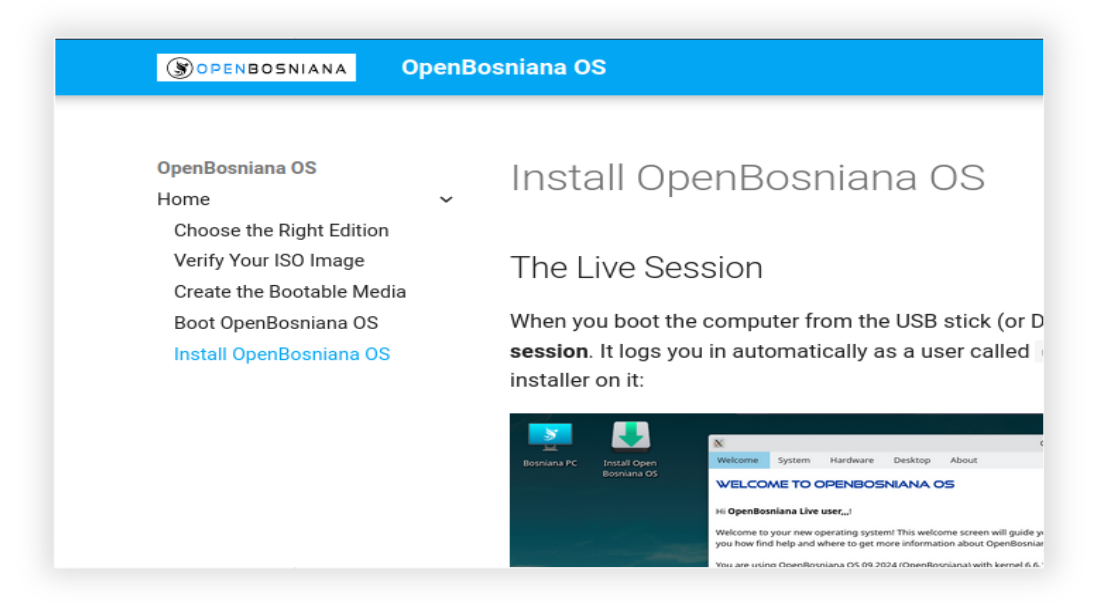 OPENBOSNIANA
OpenBosniana OS
OpenBosniana OS
Home
Choose the Right Edition
Verify Your ISO Image
Create the Bootable Media
Boot OpenBosniana OS
Install OpenBosniana OS
Install OpenBosniana OS
The Live Session
When you boot the computer from the USB stick (or D
session. It logs you in automatically as a user called
installer on it:
Bosniana PC
Install Open
Bosniana OS
Welcome System Hardware Desktop About
WELCOME TO OPENBOSNIANA OS
Hi OpenBosniana Live user,,,!
Welcome to your new operating system! This welcome screen will guide y
you how find help and where to get more information about OpenBosnia
You are using OpenBosniana OS 09.2024 (OpenBosniana) with kernel 6.6.